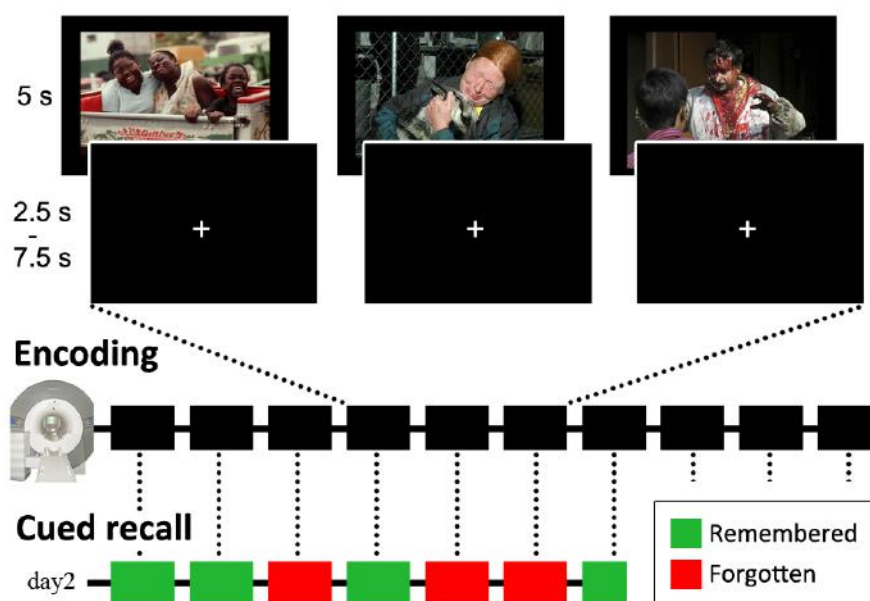 5 s
2.5 s
-
7.5 s
Encoding
Cued recall
Remembered
day2
Forgotten